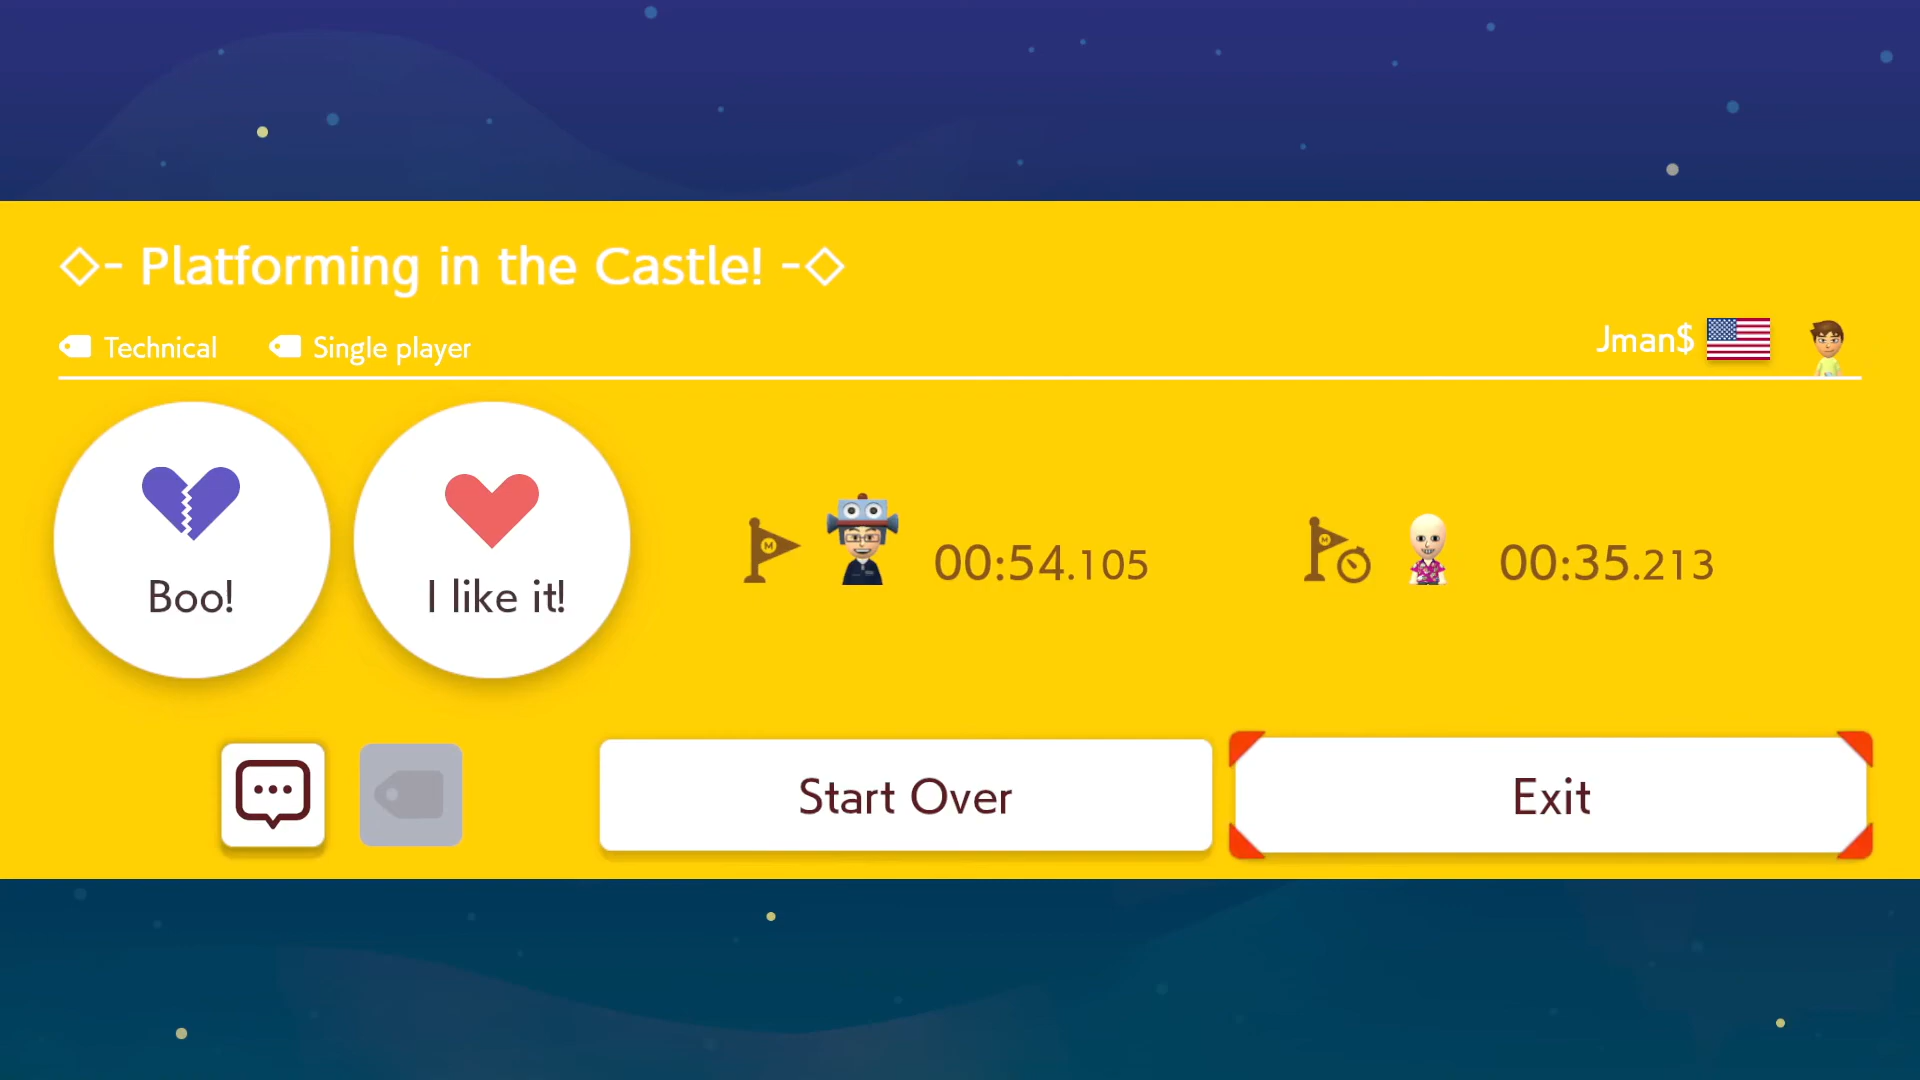 ◇- Platforming in the Castle! -◇
Technical Single player
Jman$
Boo!
I like it!
M 00:54.105
M 00:35.213
Start Over
Exit